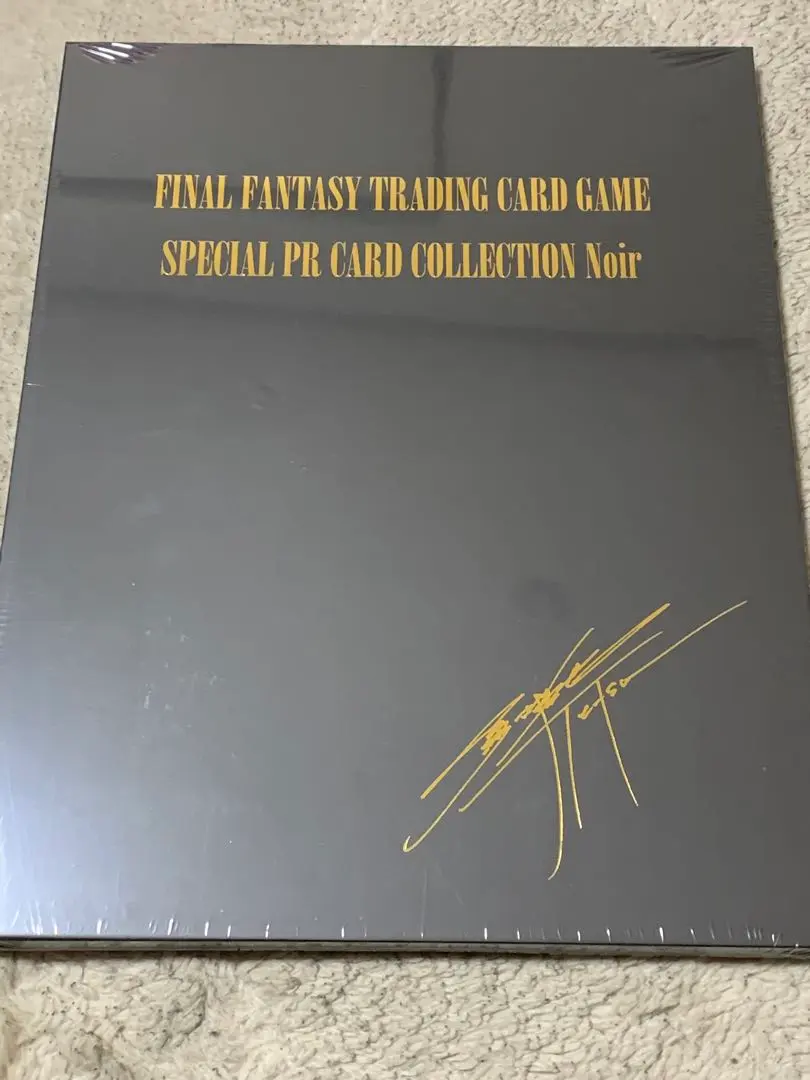 FINAL FANTASY TRADING CARD GAME
SPECIAL PR CARD COLLECTION Noir